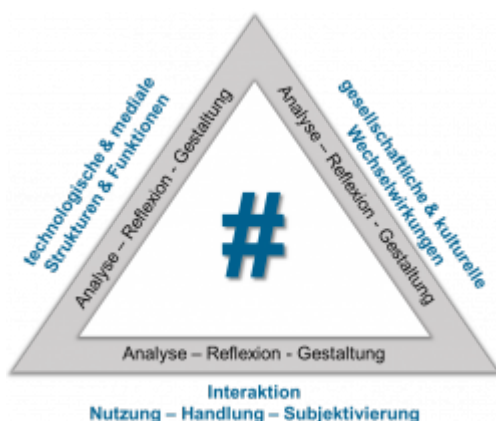 technologische & mediale
Strukturen & Funktionen
Analyse – Reflexion - Gestaltung
gesellschaftliche & kulturelle
Wechselwirkungen
Analyse – Reflexion - Gestaltung
#
Analyse – Reflexion - Gestaltung
Interaktion
Nutzung – Handlung – Subjektivierung